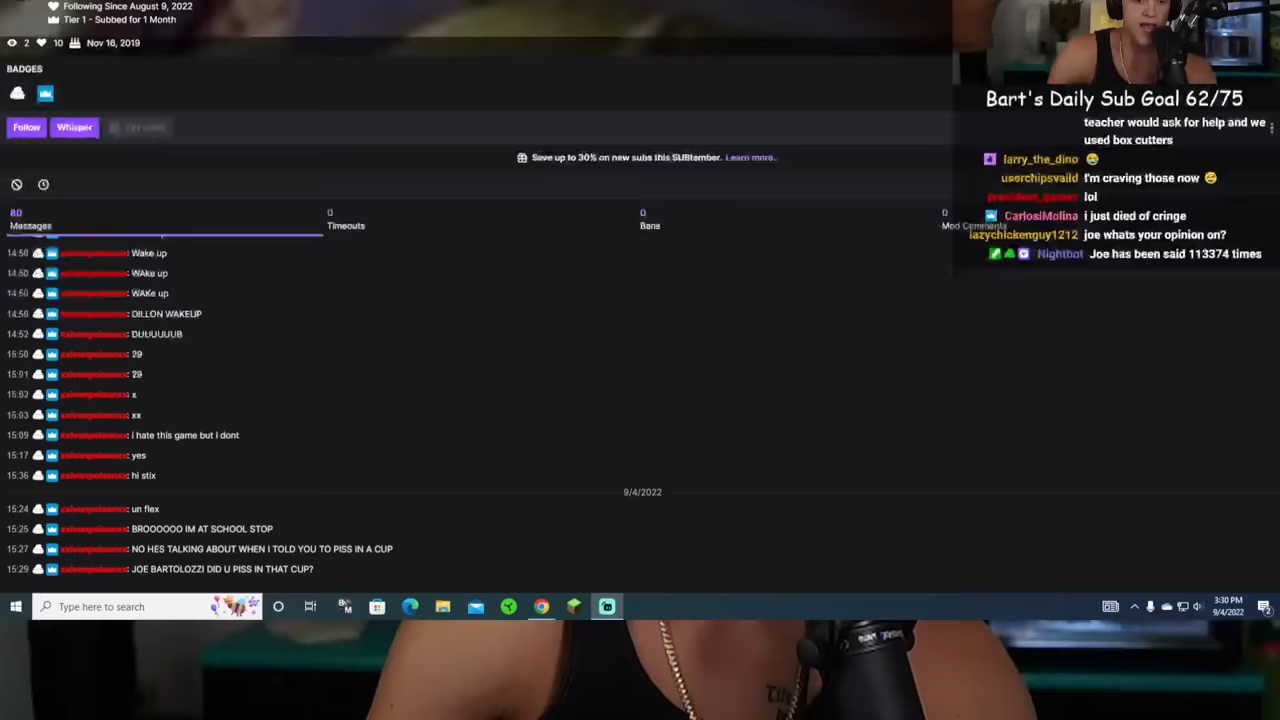 Following Since August 9, 2022
Tier 1 - Subbed for 1 Month
2 10 Nov 16, 2019
BADGES
Follow Whisper
Save up to 30% on new subs this SUBtember. Learn more.
80 0 0 0
Messages Timeouts Bans Mod Comments
14:50 : Wake up
14:50 : WAke up
14:50 : WAKe up
14:50 : DILLON WAKEUP
14:52 : DUUUUUUB
: 29
: 29
: x
: xx
15:09 : i hate this game but i dont
15:17 : yes
15:36 : hi stix
9/4/2022
15:24 : un flex
15:25 : BROOOOOO IM AT SCHOOL STOP
15:27 : NO HES TALKING ABOUT WHEN I TOLD YOU TO PISS IN A CUP
15:29 : JOE BARTOLOZZI DID U PISS IN THAT CUP?
Bart's Daily Sub Goal 62/75
teacher would ask for help and we
used box cutters
larry_the_dino
userchipsvaild I'm craving those now
president_gamer lol
CarlosIMolina i just died of cringe
lazychickenguy1212 joe whats your opinion on?
Nightbot Joe has been said 113374 times
Type here to search
3:30 PM
9/4/2022